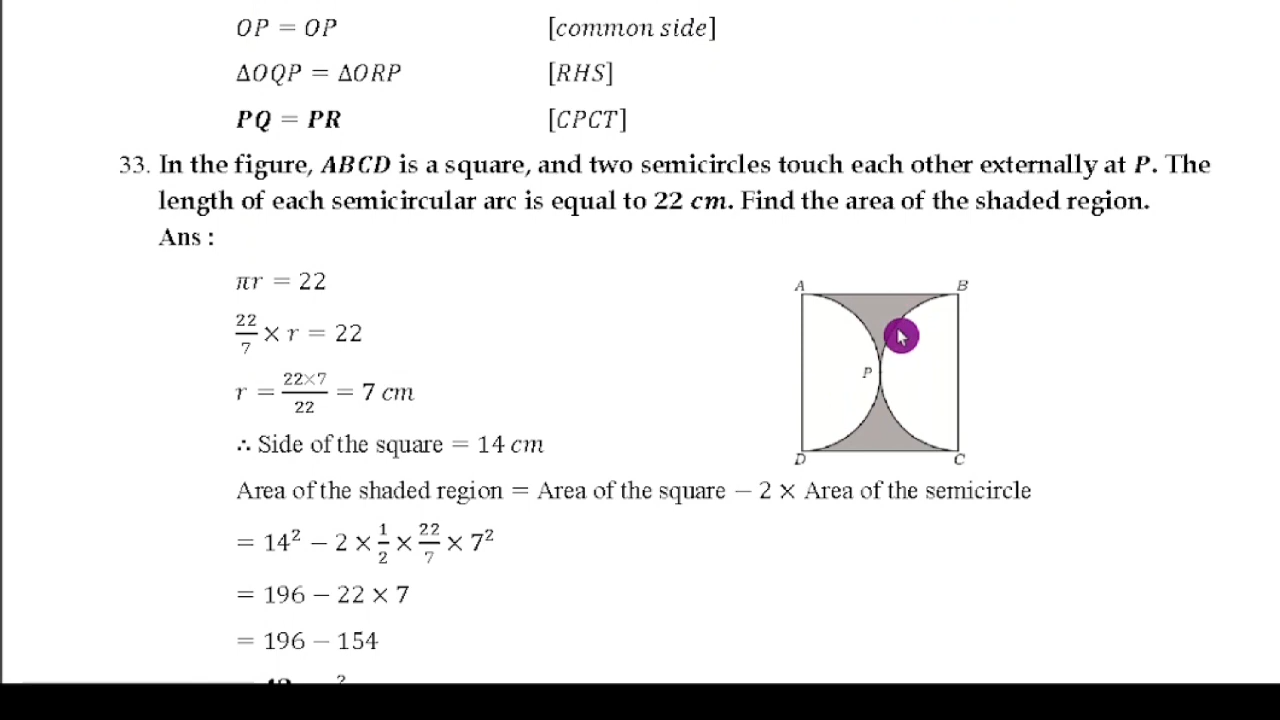 OP = OP [common side]
ΔOQP = ΔORP [RHS]
PQ = PR [CPCT]
33. In the figure, ABCD is a square, and two semicircles touch each other externally at P. The
length of each semicircular arc is equal to 22 cm. Find the area of the shaded region.
Ans :
πr = 22
22/7 × r = 22
r = 22×7/22 = 7 cm
∴ Side of the square = 14 cm
A B
P
D C
Area of the shaded region = Area of the square − 2 × Area of the semicircle
= 14² − 2 × 1/2 × 22/7 × 7²
= 196 − 22 × 7
= 196 − 154